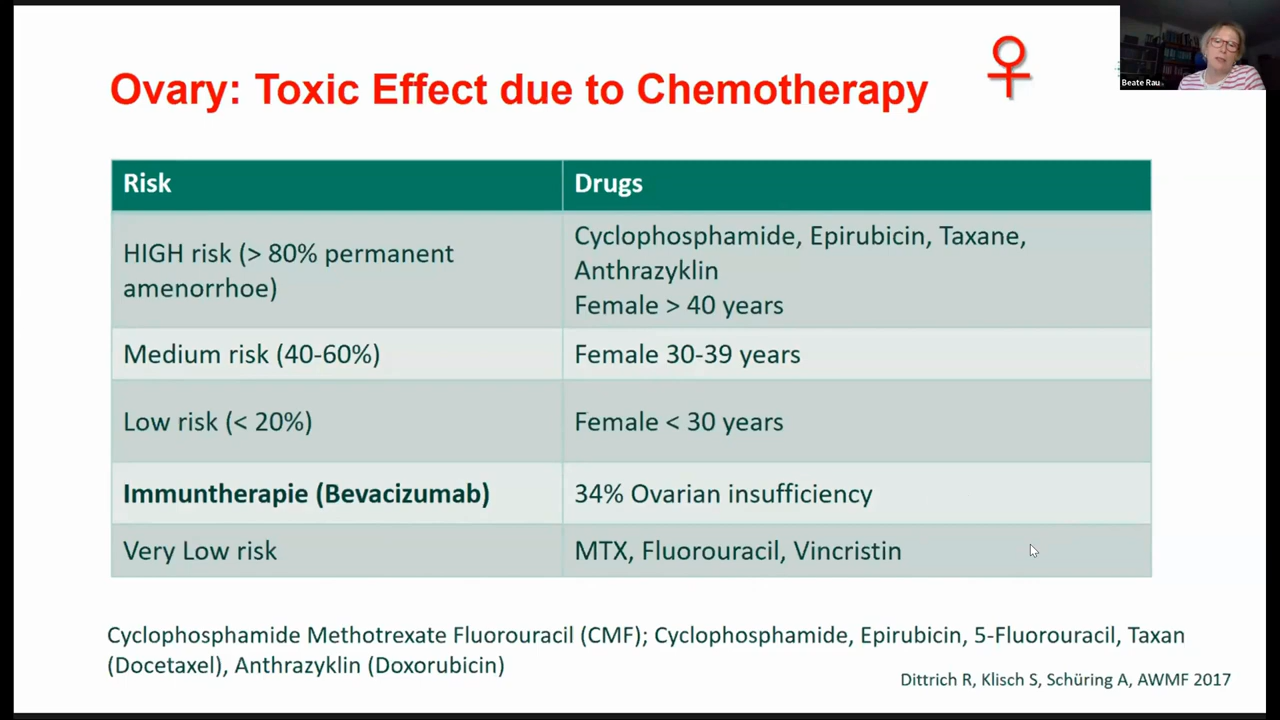 Ovary: Toxic Effect due to Chemotherapy
Beate Rau
Risk
Drugs
HIGH risk (> 80% permanent
amenorrhoe)
Cyclophosphamide, Epirubicin, Taxane,
Anthrazyklin
Female > 40 years
Medium risk (40-60%)
Female 30-39 years
Low risk (< 20%)
Female < 30 years
Immuntherapie (Bevacizumab)
34% Ovarian insufficiency
Very Low risk
MTX, Fluorouracil, Vincristin
Cyclophosphamide Methotrexate Fluorouracil (CMF); Cyclophosphamide, Epirubicin, 5-Fluorouracil, Taxan
(Docetaxel), Anthrazyklin (Doxorubicin)
Dittrich R, Klisch S, Schüring A, AWMF 2017